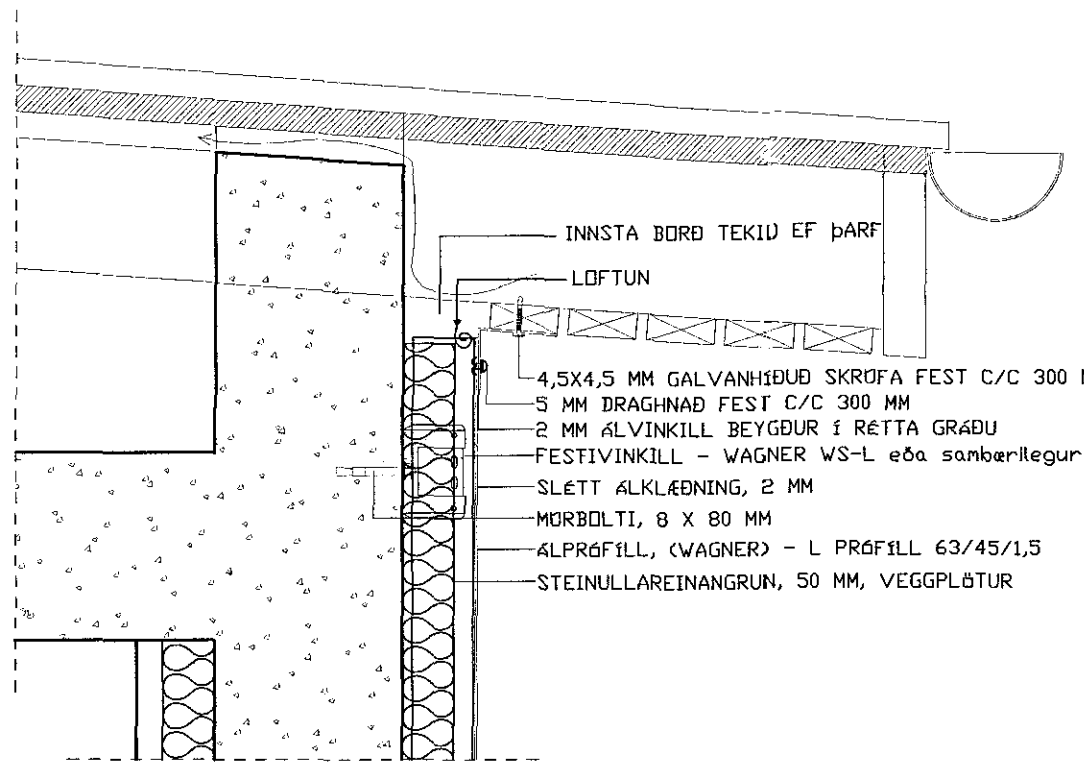 INNSTA BORÐ TEKIÐ EF ÞARF
LOFTUN
4,5X4,5 MM GALVANHÍÐUÐ SKRÚFA FEST C/C 300
5 MM DRAGHNAÐ FEST C/C 300 MM
2 MM ÁLVINKILL BEYGÐUR Í RÉTTA GRÁÐU
FESTIVINKILL - WAGNER WS-L eða sambærilegur
SLÉTT ÁLKLÆÐNING, 2 MM
MÚRBOLTI, 8 X 80 MM
ÁLPRÓFÍLL, (WAGNER) - L PRÓFÍLL 63/45/1,5
STEINULLAREINANGRUN, 50 MM, VEGGPLÖTUR